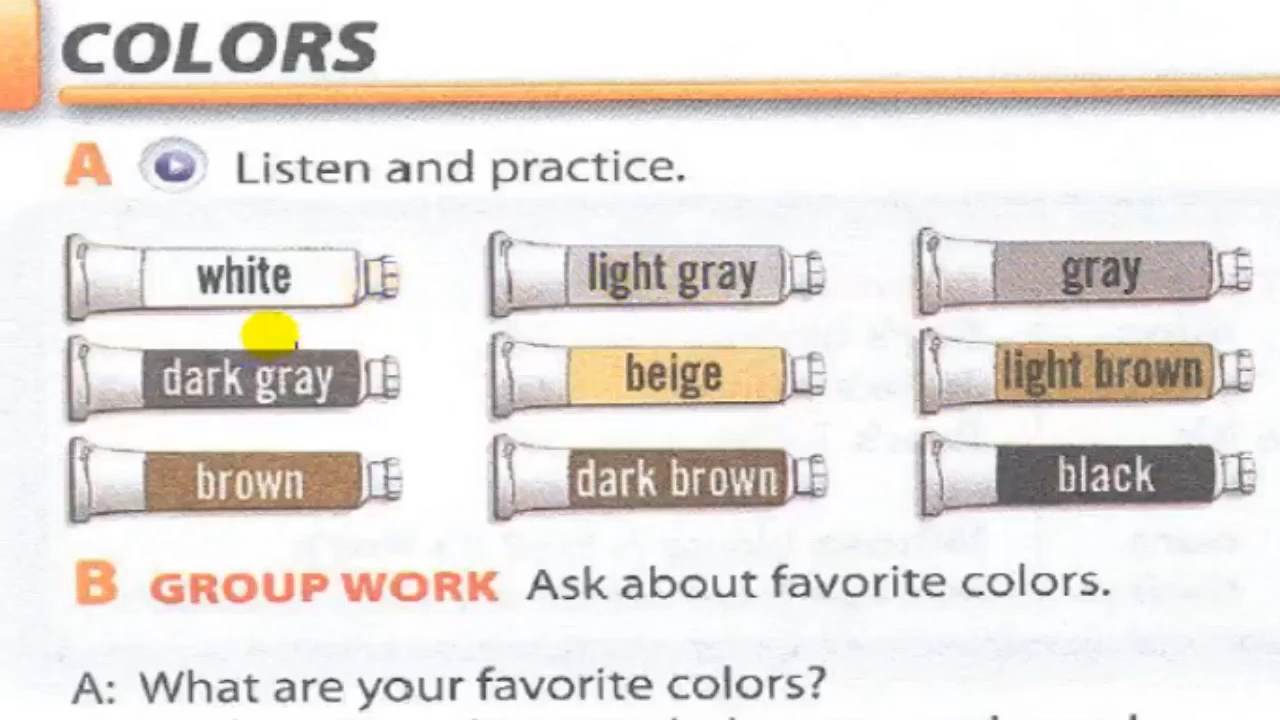 COLORS
A Listen and practice.
white light gray gray
dark gray beige light brown
brown dark brown black
B GROUP WORK Ask about favorite colors.
A: What are your favorite colors?